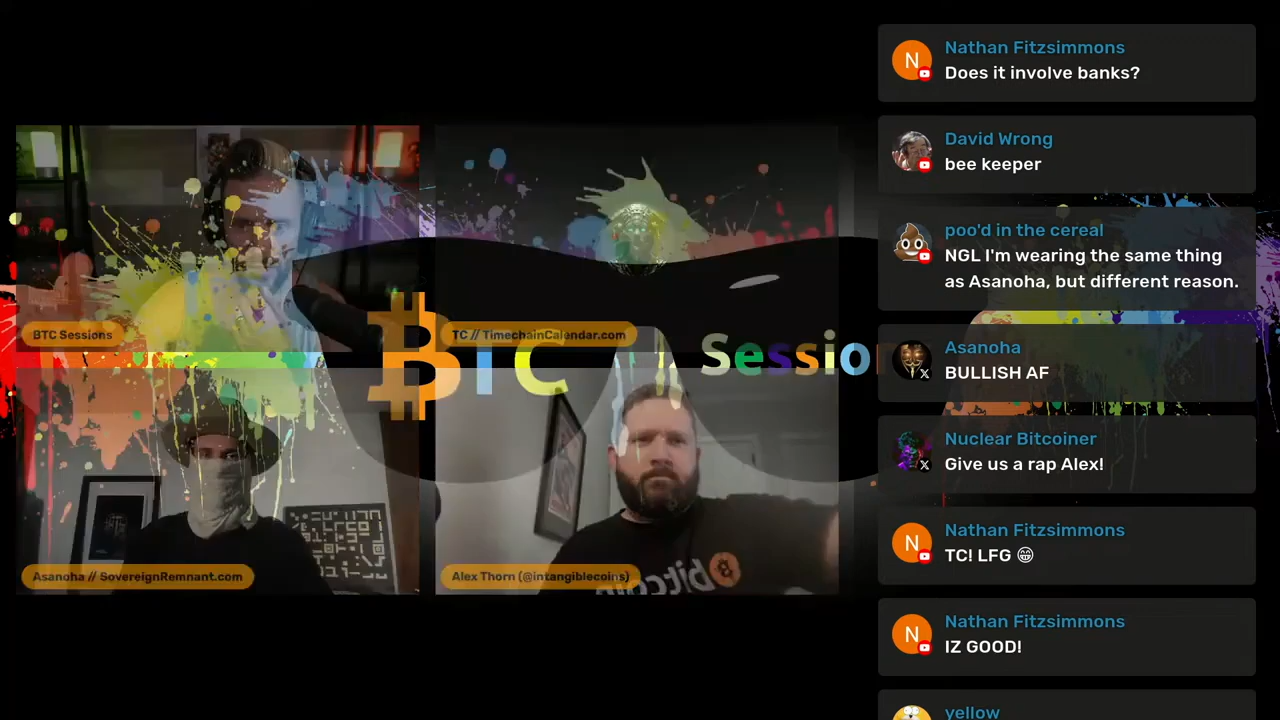 BTC Sessions
TC // TimechainCalendar.com
BTC Session
Asanoha // SovereignRemnant.com
Alex Thorn (@intangiblecoins)
bitcoin
Nathan Fitzsimmons
Does it involve banks?
David Wrong
bee keeper
poo'd in the cereal
NGL I'm wearing the same thing
as Asanoha, but different reason.
Asanoha
BULLISH AF
Nuclear Bitcoiner
Give us a rap Alex!
Nathan Fitzsimmons
TC! LFG 😁
Nathan Fitzsimmons
IZ GOOD!
yellow